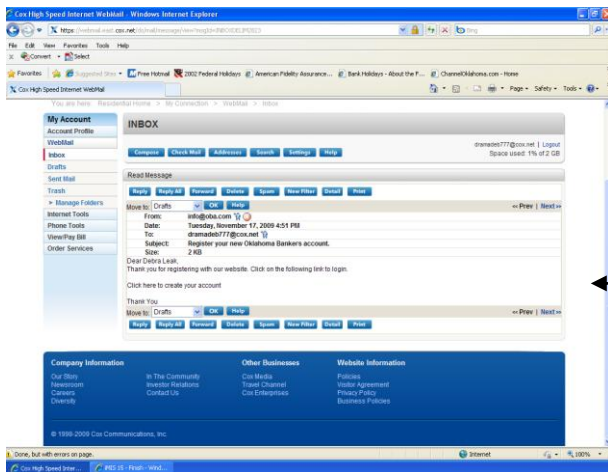 Cox High Speed Internet WebMail - Windows Internet Explorer
Bing
File Edit View Favorites Tools Help
x Convert Select
Favorites Suggested Sites Free Hotmail 2002 Federal Holidays American Fidelity Assurance... Bank Holidays - About the F... ChannelOklahoma.com - Home
Cox High Speed Internet WebMail
Page Safety Tools
You are here: Residential Home > My Connection > WebMail > Inbox
My Account
Account Profile
WebMail
Inbox
Drafts
Sent Mail
Trash
> Manage Folders
Internet Tools
Phone Tools
View/Pay Bill
Order Services
INBOX
Compose Check Mail Addresses Search Settings Help
dramadeb777@cox.net | Logout
Space used: 1% of 2 GB
Read Message
Reply Reply All Forward Delete Spam New Filter Detail Print
Move to: Drafts OK Help
‹‹ Prev | Next ››
From: info@oba.com
Date: Tuesday, November 17, 2009 4:51 PM
To: dramadeb777@cox.net
Subject: Register your new Oklahoma Bankers account.
Size: 2 KB
Dear Debra Leak,
Thank you for registering with our website. Click on the following link to login.
Click here to create your account
Thank You
Move to: Drafts OK Help
‹‹ Prev | Next ››
Reply Reply All Forward Delete Spam New Filter Detail Print
Company Information
Our Story
Newsroom
Careers
Diversity
In The Community
Investor Relations
Contact Us
Other Businesses
Cox Media
Travel Channel
Cox Enterprises
Website Information
Policies
Visitor Agreement
Privacy Policy
Business Policies
© 1998-2009 Cox Communications, Inc.
Done, but with errors on page.
Internet
100%
Cox High Speed Inter...
iMIS 15 - Finish - Wind...